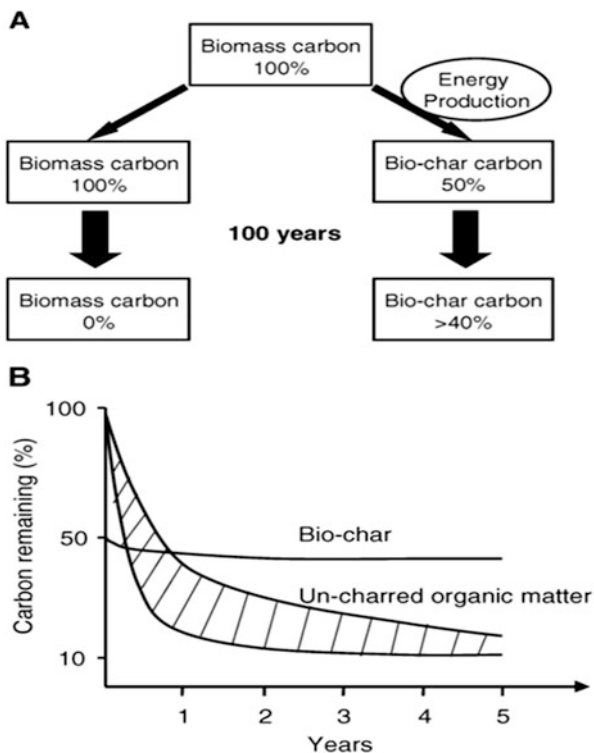 A
Biomass carbon
100%
Energy
Production
Biomass carbon
100%
Bio-char carbon
50%
100 years
Biomass carbon
0%
Bio-char carbon
>40%
B
Carbon remaining (%)
100
50
10
Bio-char
Un-charred organic matter
1 2 3 4 5
Years